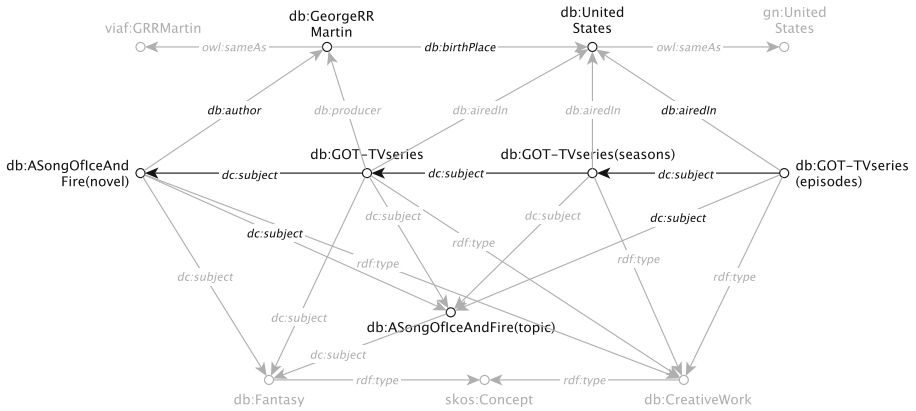 viaf:GRRMartin
db:GeorgeRR
Martin
db:United
States
gn:United
States
owl:sameAs
db:birthPlace
owl:sameAs
db:author
db:producer
db:airedIn
db:airedIn
db:airedIn
db:ASongOfIceAnd
Fire(novel)
db:GOT-TVseries
db:GOT-TVseries(seasons)
db:GOT-TVseries
(episodes)
dc:subject
dc:subject
dc:subject
dc:subject
dc:subject
dc:subject
dc:subject
rdf:type
rdf:type
rdf:type
dc:subject
rdf:type
dc:subject
db:ASongOfIceAndFire(topic)
dc:subject
rdf:type
rdf:type
db:Fantasy
skos:Concept
db:CreativeWork